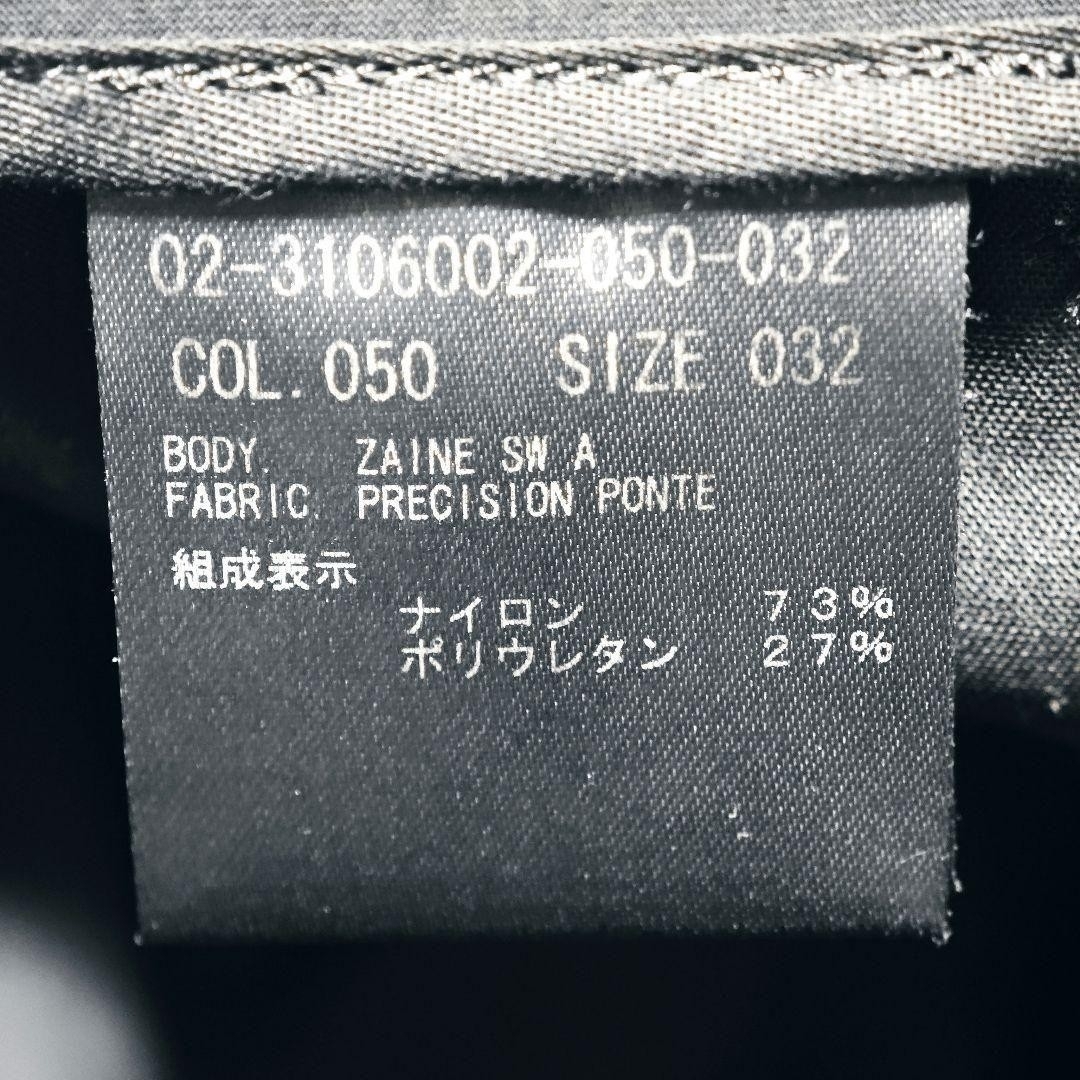 02-3106002-050-032
COL. 050 SIZE 032
BODY. ZAINE SW A
FABRIC. PRECISION PONTE
組成表示
ナイロン 73%
ポリウレタン 27%